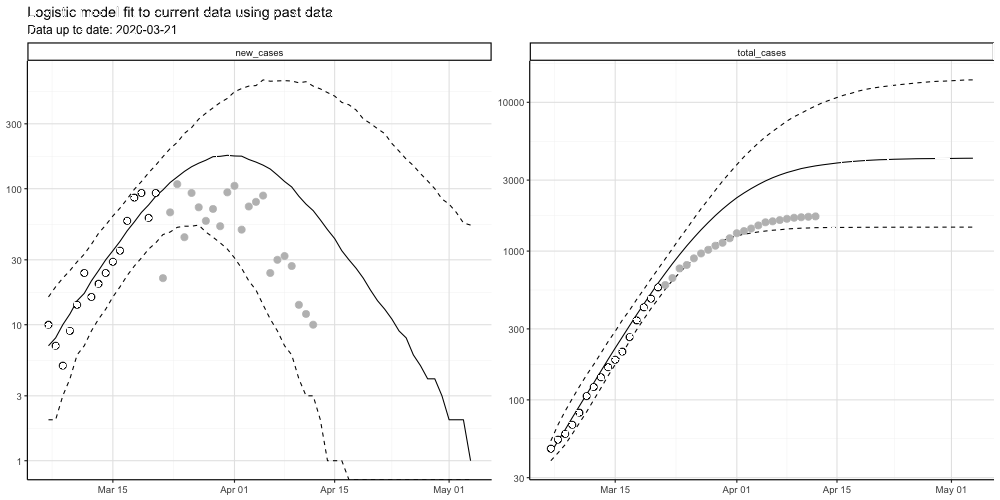 Logistic model fit to current data using past data
Data up to date: 2020-03-21
new_cases
total_cases
300
100
30
10
3
1
Mar 15
Apr 01
Apr 15
May 01
10000
3000
1000
300
100
30
Mar 15
Apr 01
Apr 15
May 01